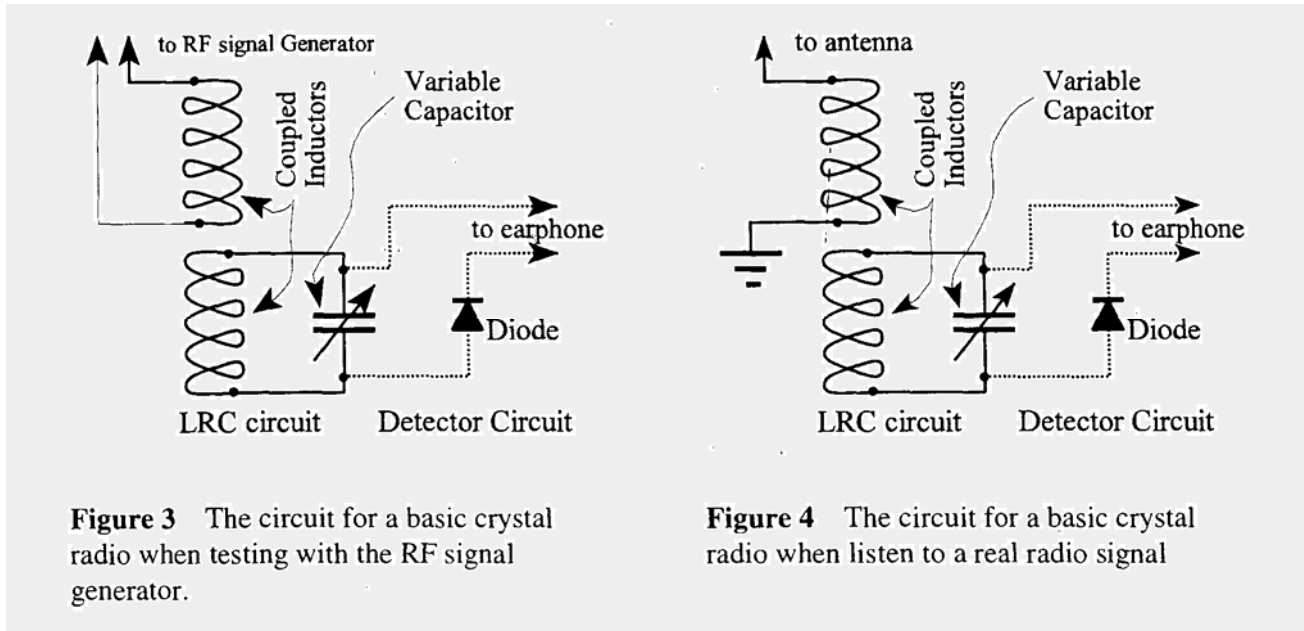 to RF signal Generator
Variable
Capacitor
Coupled
Inductors
to earphone
Diode
LRC circuit
Detector Circuit
Figure 3 The circuit for a basic crystal
radio when testing with the RF signal
generator.
to antenna
Variable
Capacitor
Coupled
Inductors
to earphone
Diode
LRC circuit
Detector Circuit
Figure 4 The circuit for a basic crystal
radio when listen to a real radio signal